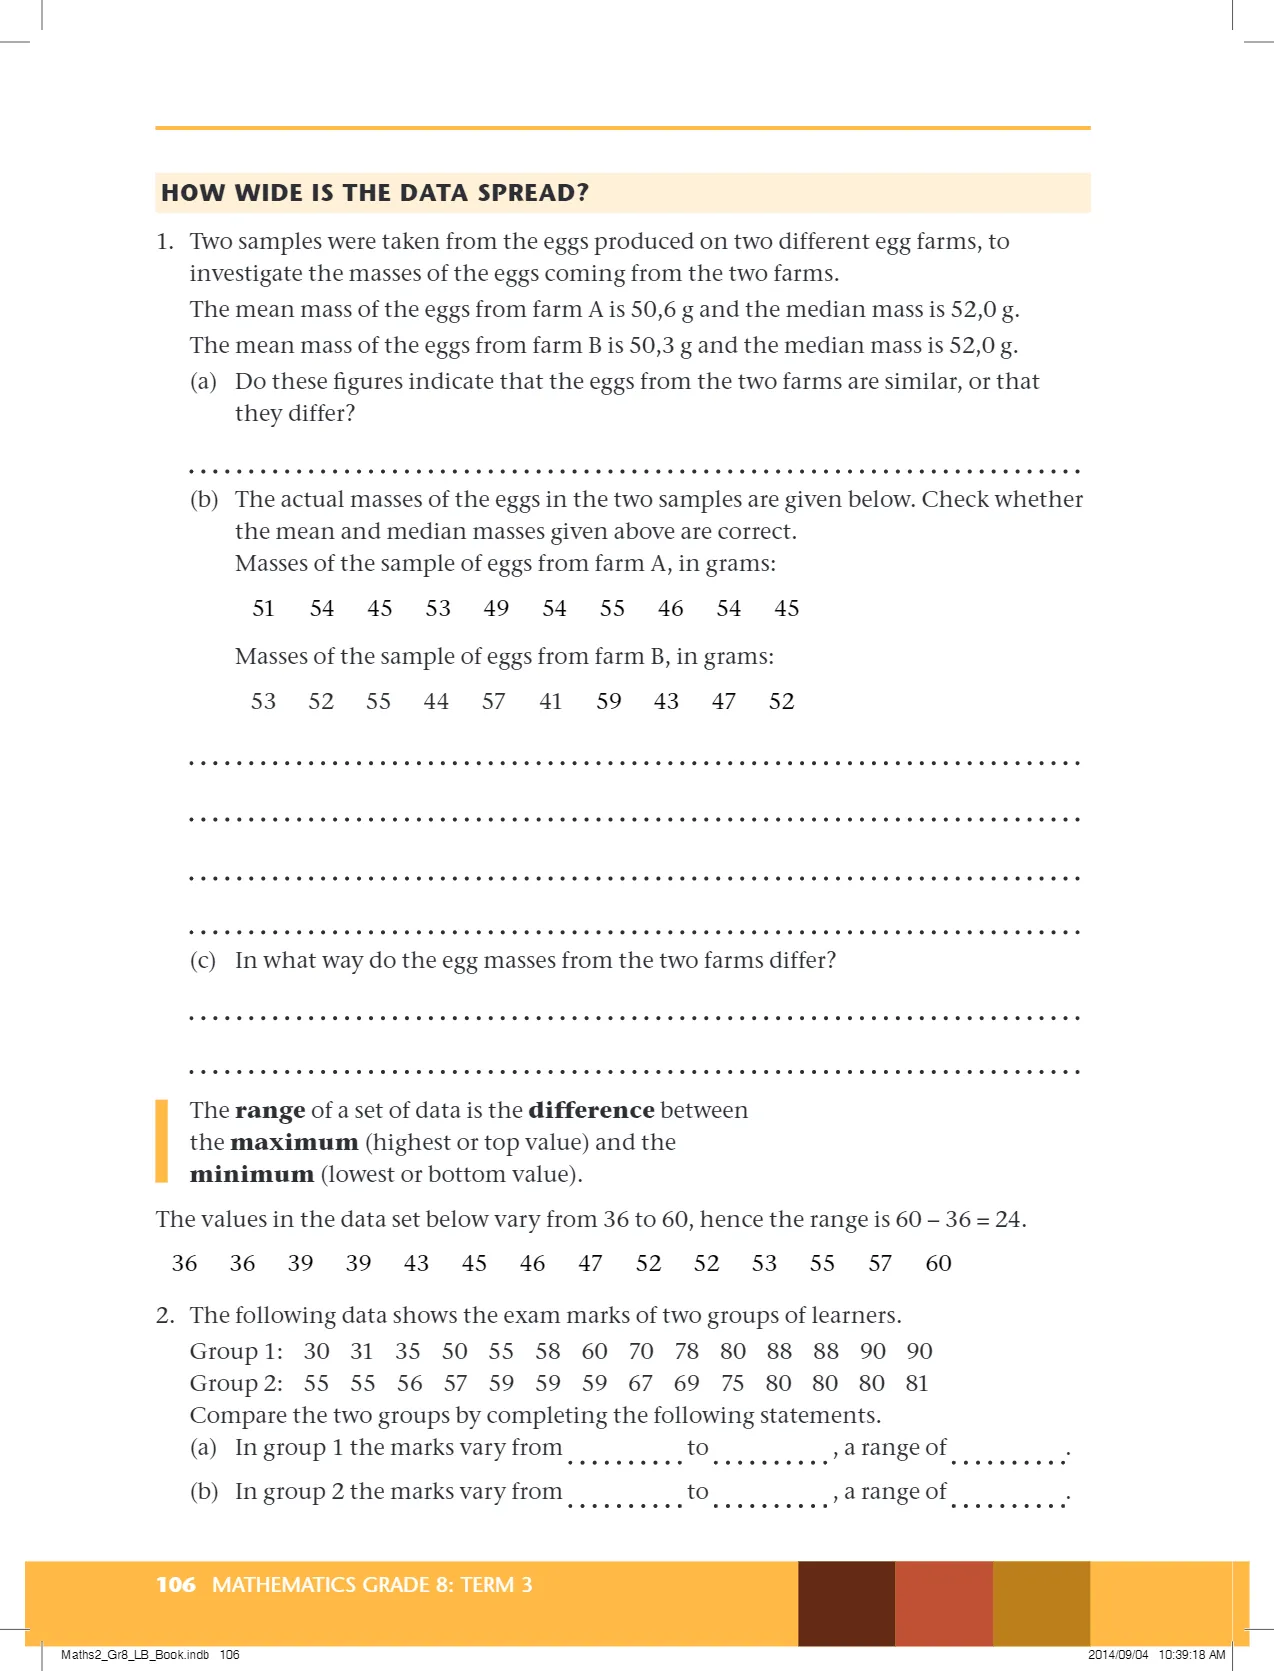 HOW WIDE IS THE DATA SPREAD?
1. Two samples were taken from the eggs produced on two different egg farms, to
investigate the masses of the eggs coming from the two farms.
The mean mass of the eggs from farm A is 50,6 g and the median mass is 52,0 g.
The mean mass of the eggs from farm B is 50,3 g and the median mass is 52,0 g.
(a) Do these figures indicate that the eggs from the two farms are similar, or that
they differ?
(b) The actual masses of the eggs in the two samples are given below. Check whether
the mean and median masses given above are correct.
Masses of the sample of eggs from farm A, in grams:
51 54 45 53 49 54 55 46 54 45
Masses of the sample of eggs from farm B, in grams:
53 52 55 44 57 41 59 43 47 52
(c) In what way do the egg masses from the two farms differ?
The range of a set of data is the difference between
the maximum (highest or top value) and the
minimum (lowest or bottom value).
The values in the data set below vary from 36 to 60, hence the range is 60 – 36 = 24.
36 36 39 39 43 45 46 47 52 52 53 55 57 60
2. The following data shows the exam marks of two groups of learners.
Group 1: 30 31 35 50 55 58 60 70 78 80 88 88 90 90
Group 2: 55 55 56 57 59 59 59 67 69 75 80 80 80 81
Compare the two groups by completing the following statements.
(a) In group 1 the marks vary from .......... to .......... , a range of ...........
(b) In group 2 the marks vary from .......... to .......... , a range of ...........
106 MATHEMATICS GRADE 8: TERM 3
Maths2_Gr8_LB_Book.indb 106 2014/09/04 10:39:18 AM